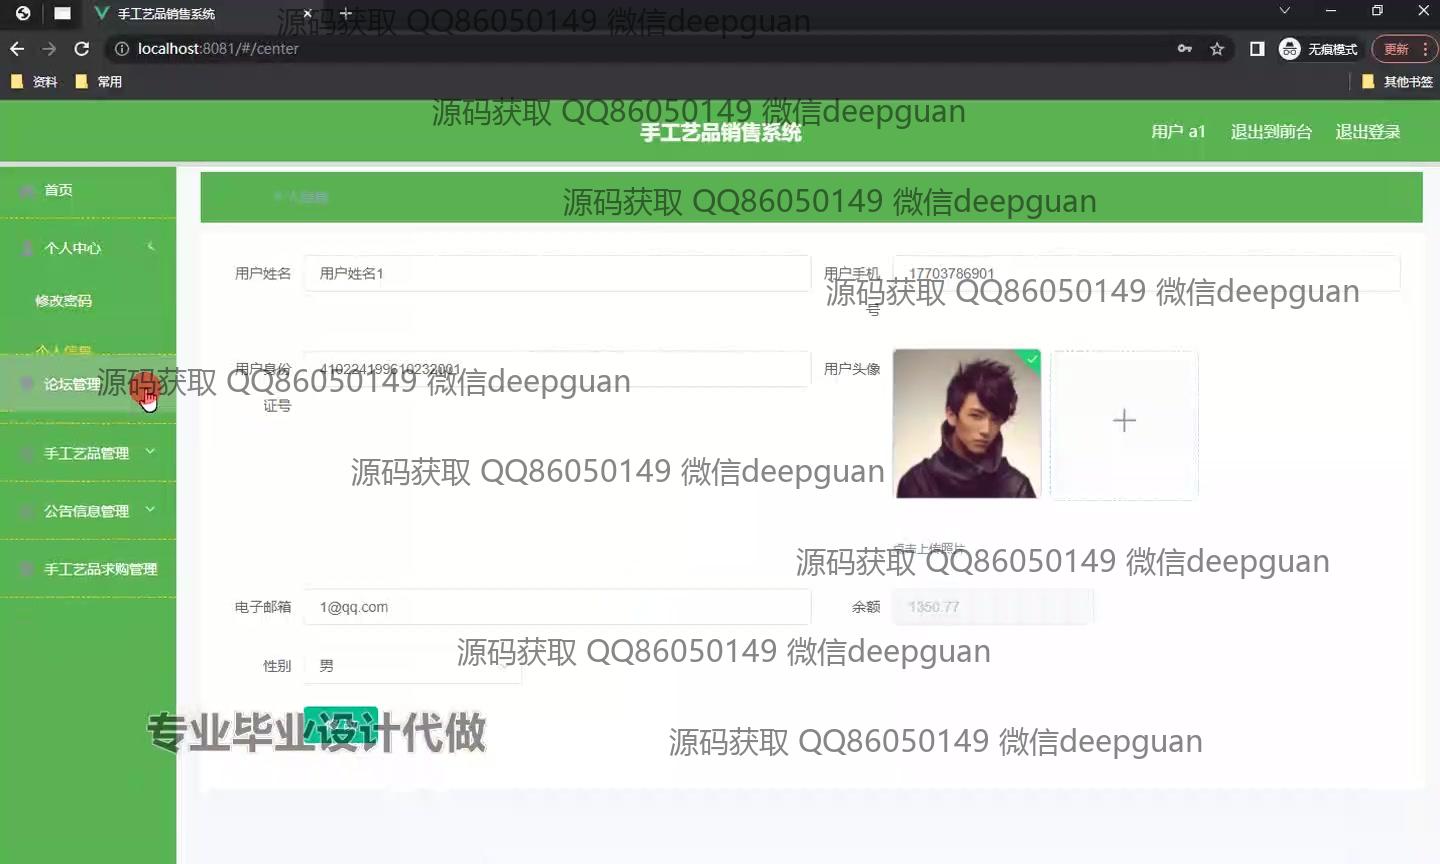 手工艺品销售系统
源码获取 QQ86050149 微信deepguan
localhost:8081/#/center
无痕模式
更新
资料
常用
其他书签
源码获取 QQ86050149 微信deepguan
手工艺品销售系统
用户 a1
退出到前台
退出登录
首页
个人信息
源码获取 QQ86050149 微信deepguan
个人中心
用户姓名
用户姓名1
用户手机号
17703786901
源码获取 QQ86050149 微信deepguan
修改密码
个人信息
用户身份证号
410224199610232001
用户头像
论坛管理
源码获取 QQ86050149 微信deepguan
手工艺品管理
源码获取 QQ86050149 微信deepguan
公告信息管理
点击上传照片
手工艺品求购管理
源码获取 QQ86050149 微信deepguan
电子邮箱
1@qq.com
余额
1350.77
源码获取 QQ86050149 微信deepguan
性别
男
专业毕业设计代做
源码获取 QQ86050149 微信deepguan